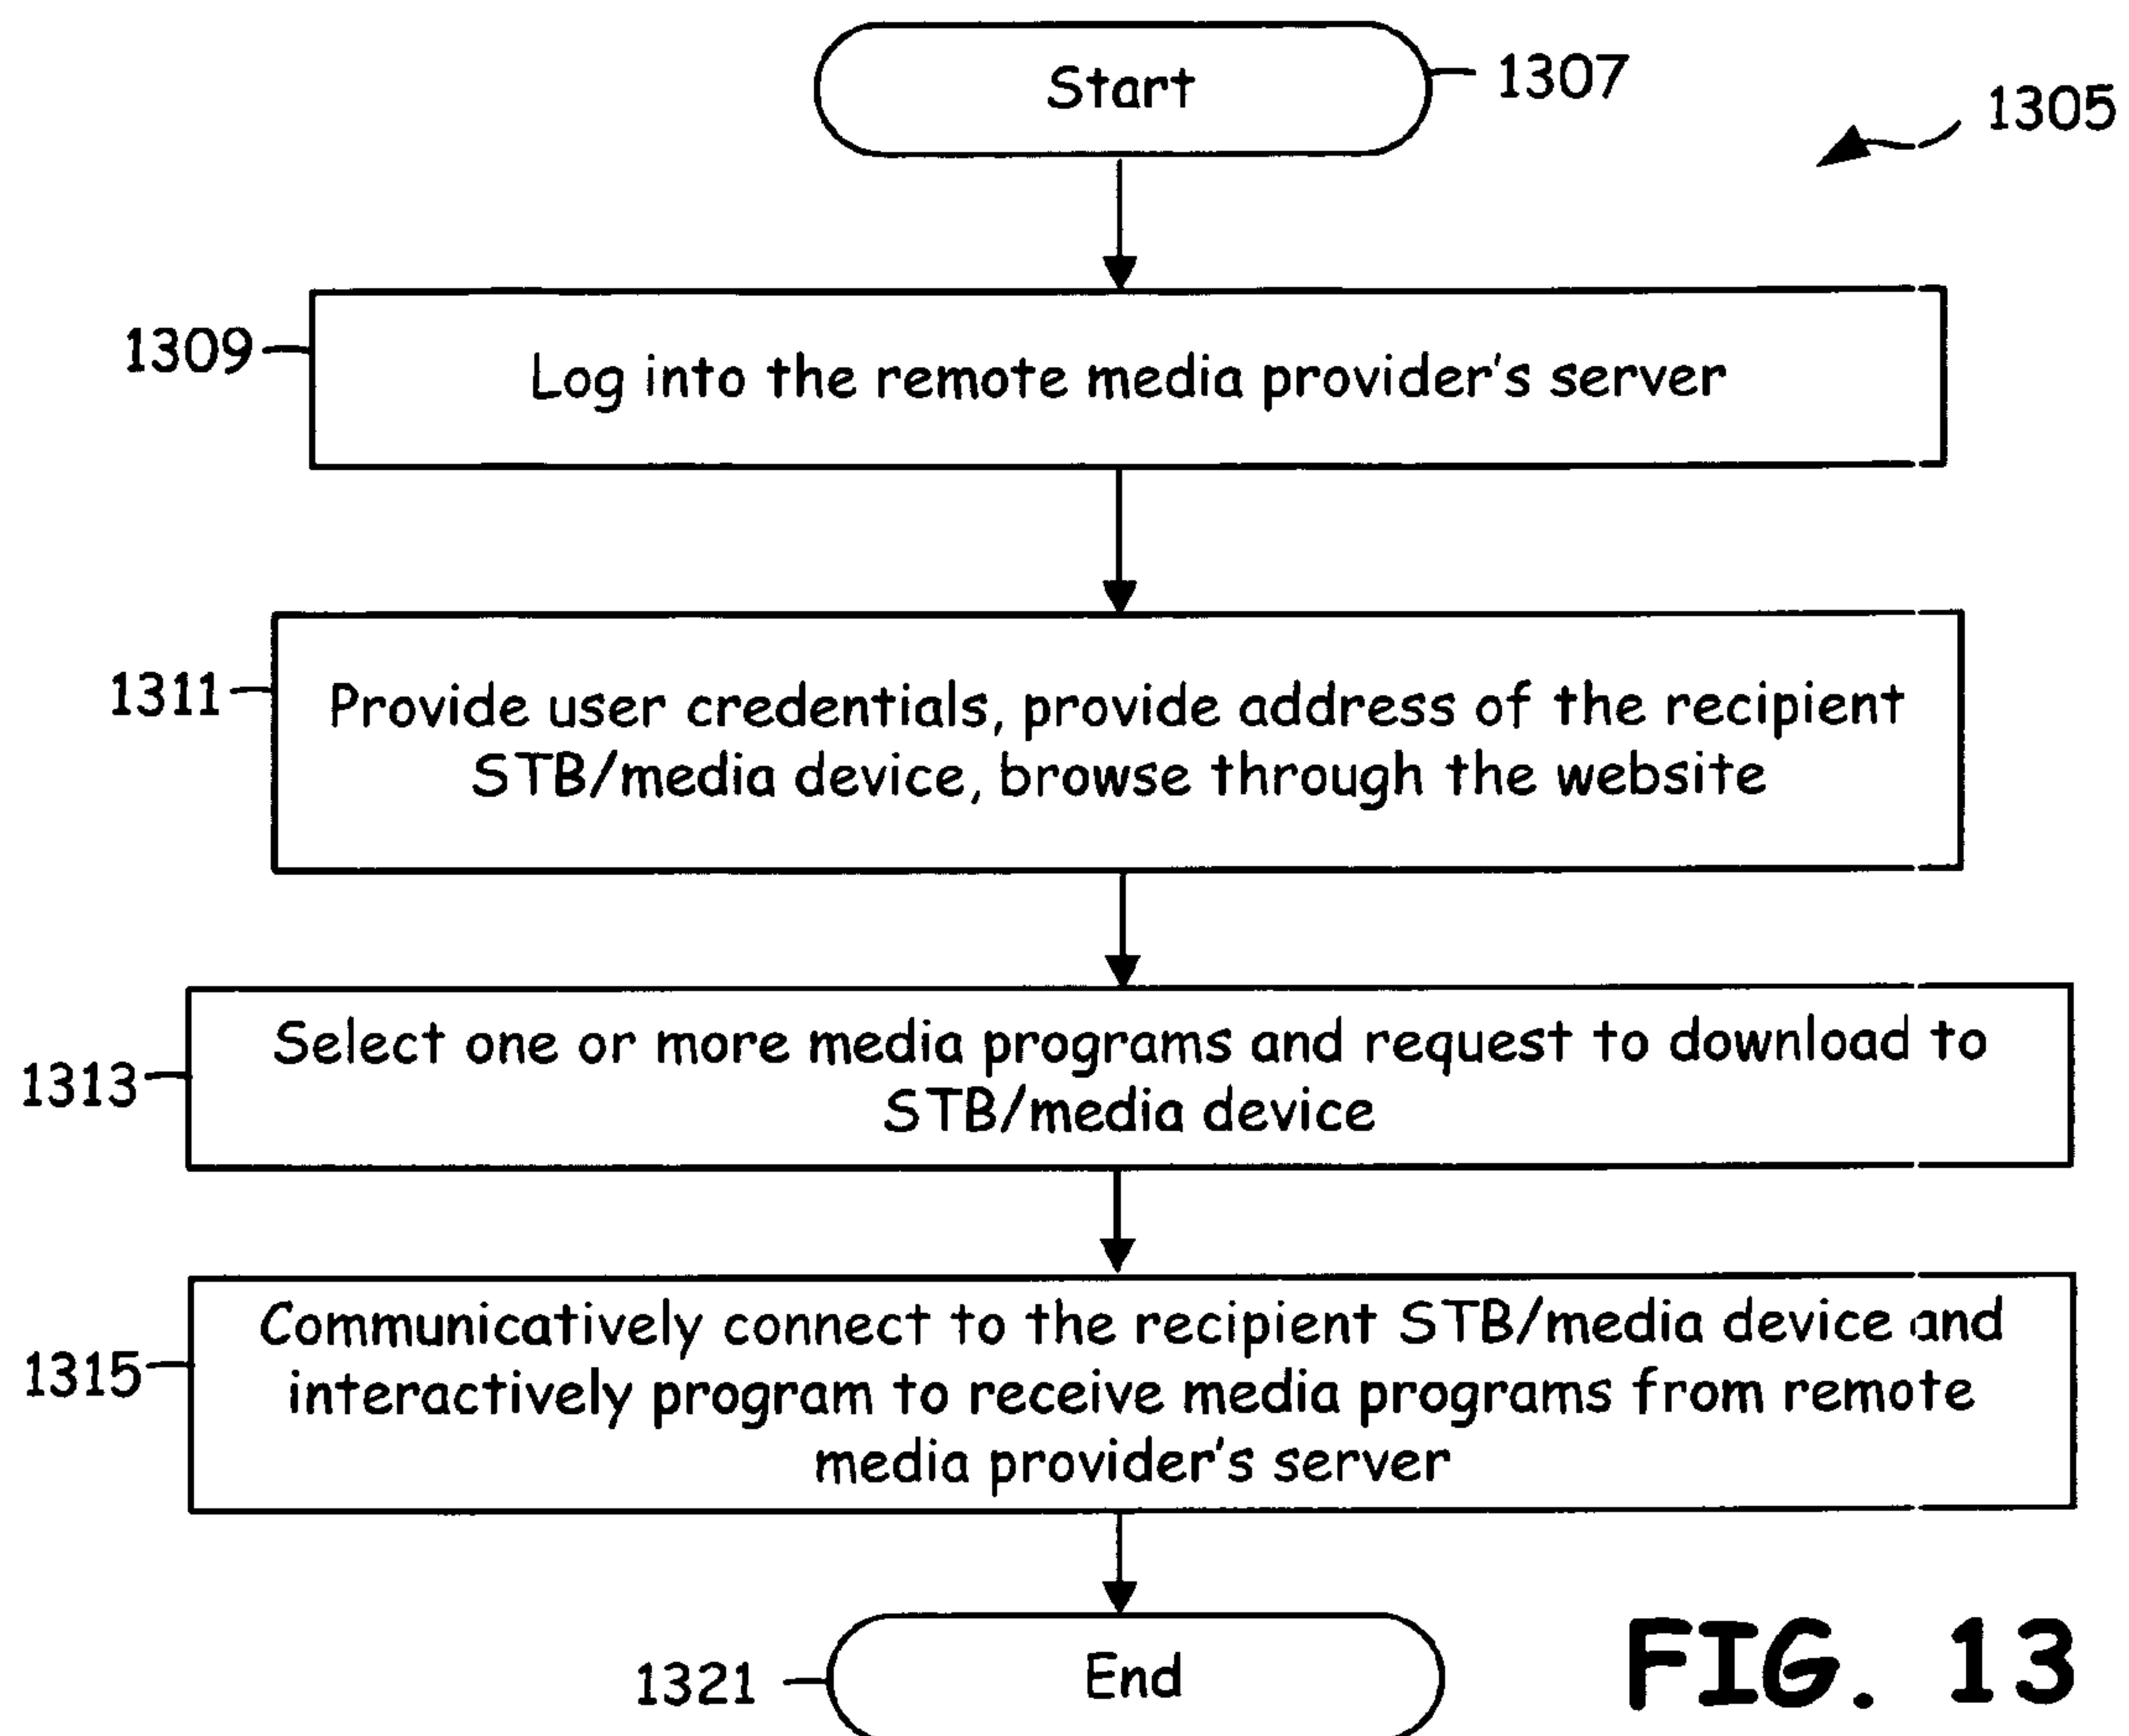 Start
1307
1305
1309
Log into the remote media provider's server
1311
Provide user credentials, provide address of the recipient
STB/media device, browse through the website
1313
Select one or more media programs and request to download to
STB/media device
1315
Communicatively connect to the recipient STB/media device and
interactively program to receive media programs from remote
media provider's server
1321
End
FIG. 13